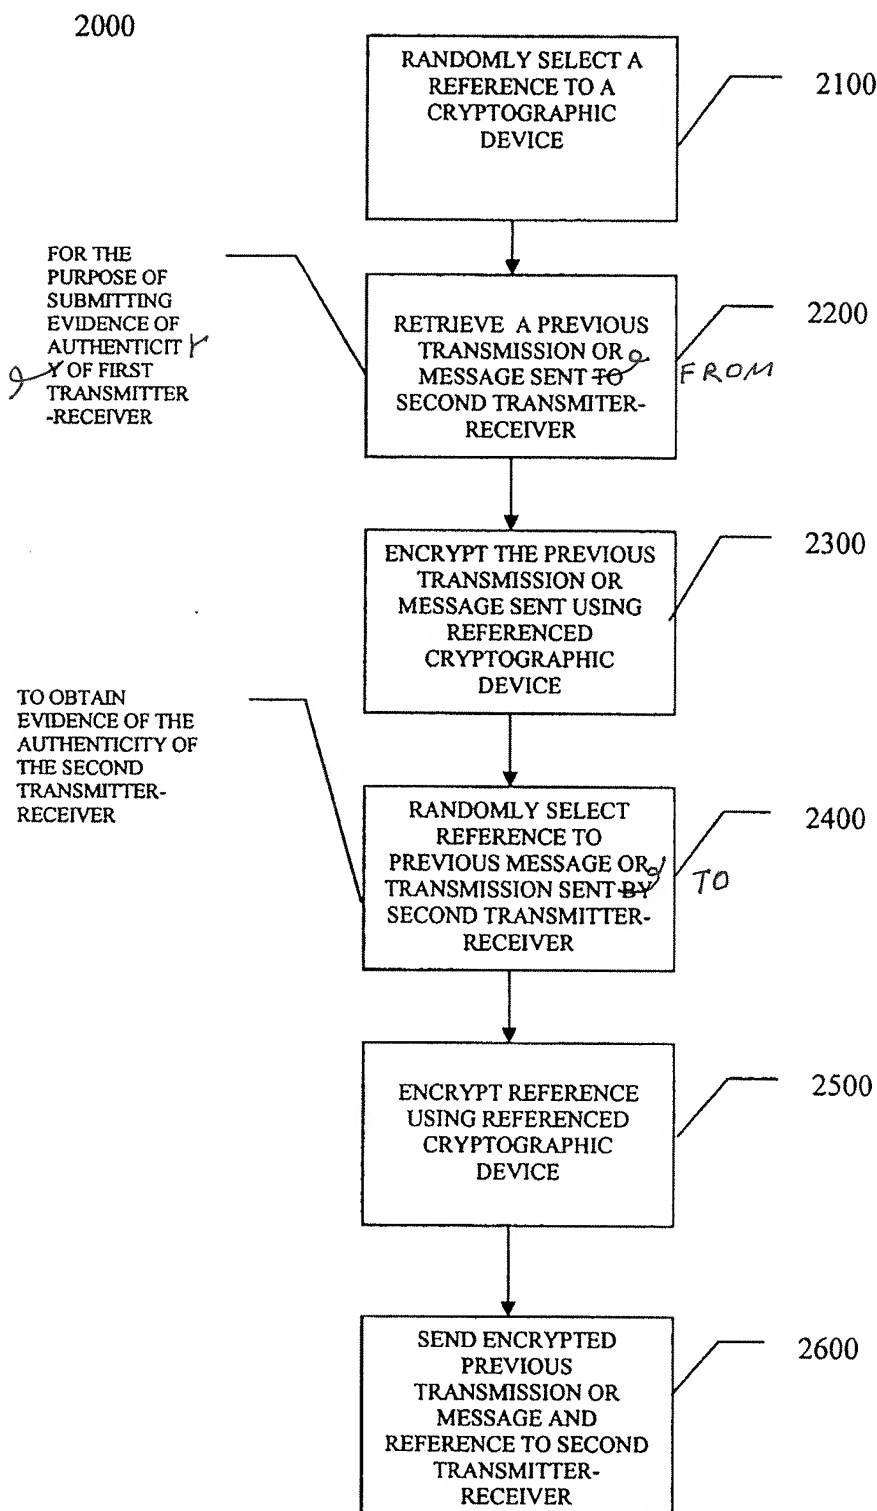 2000
RANDOMLY SELECT A
REFERENCE TO A
CRYPTOGRAPHIC
DEVICE
2100
FOR THE
PURPOSE OF
SUBMITTING
EVIDENCE OF
AUTHENTICIT Y
Y OF FIRST
TRANSMITTER
-RECEIVER
RETRIEVE A PREVIOUS
TRANSMISSION OR
MESSAGE SENT TO FROM
SECOND TRANSMITER-
RECEIVER
2200
ENCRYPT THE PREVIOUS
TRANSMISSION OR
MESSAGE SENT USING
REFERENCED
CRYPTOGRAPHIC
DEVICE
2300
TO OBTAIN
EVIDENCE OF THE
AUTHENTICITY OF
THE SECOND
TRANSMITTER-
RECEIVER
RANDOMLY SELECT
REFERENCE TO
PREVIOUS MESSAGE OR
TRANSMISSION SENT BY TO
SECOND TRANSMITTER-
RECEIVER
2400
ENCRYPT REFERENCE
USING REFERENCED
CRYPTOGRAPHIC
DEVICE
2500
SEND ENCRYPTED
PREVIOUS
TRANSMISSION OR
MESSAGE AND
REFERENCE TO SECOND
TRANSMITTER-
RECEIVER
2600